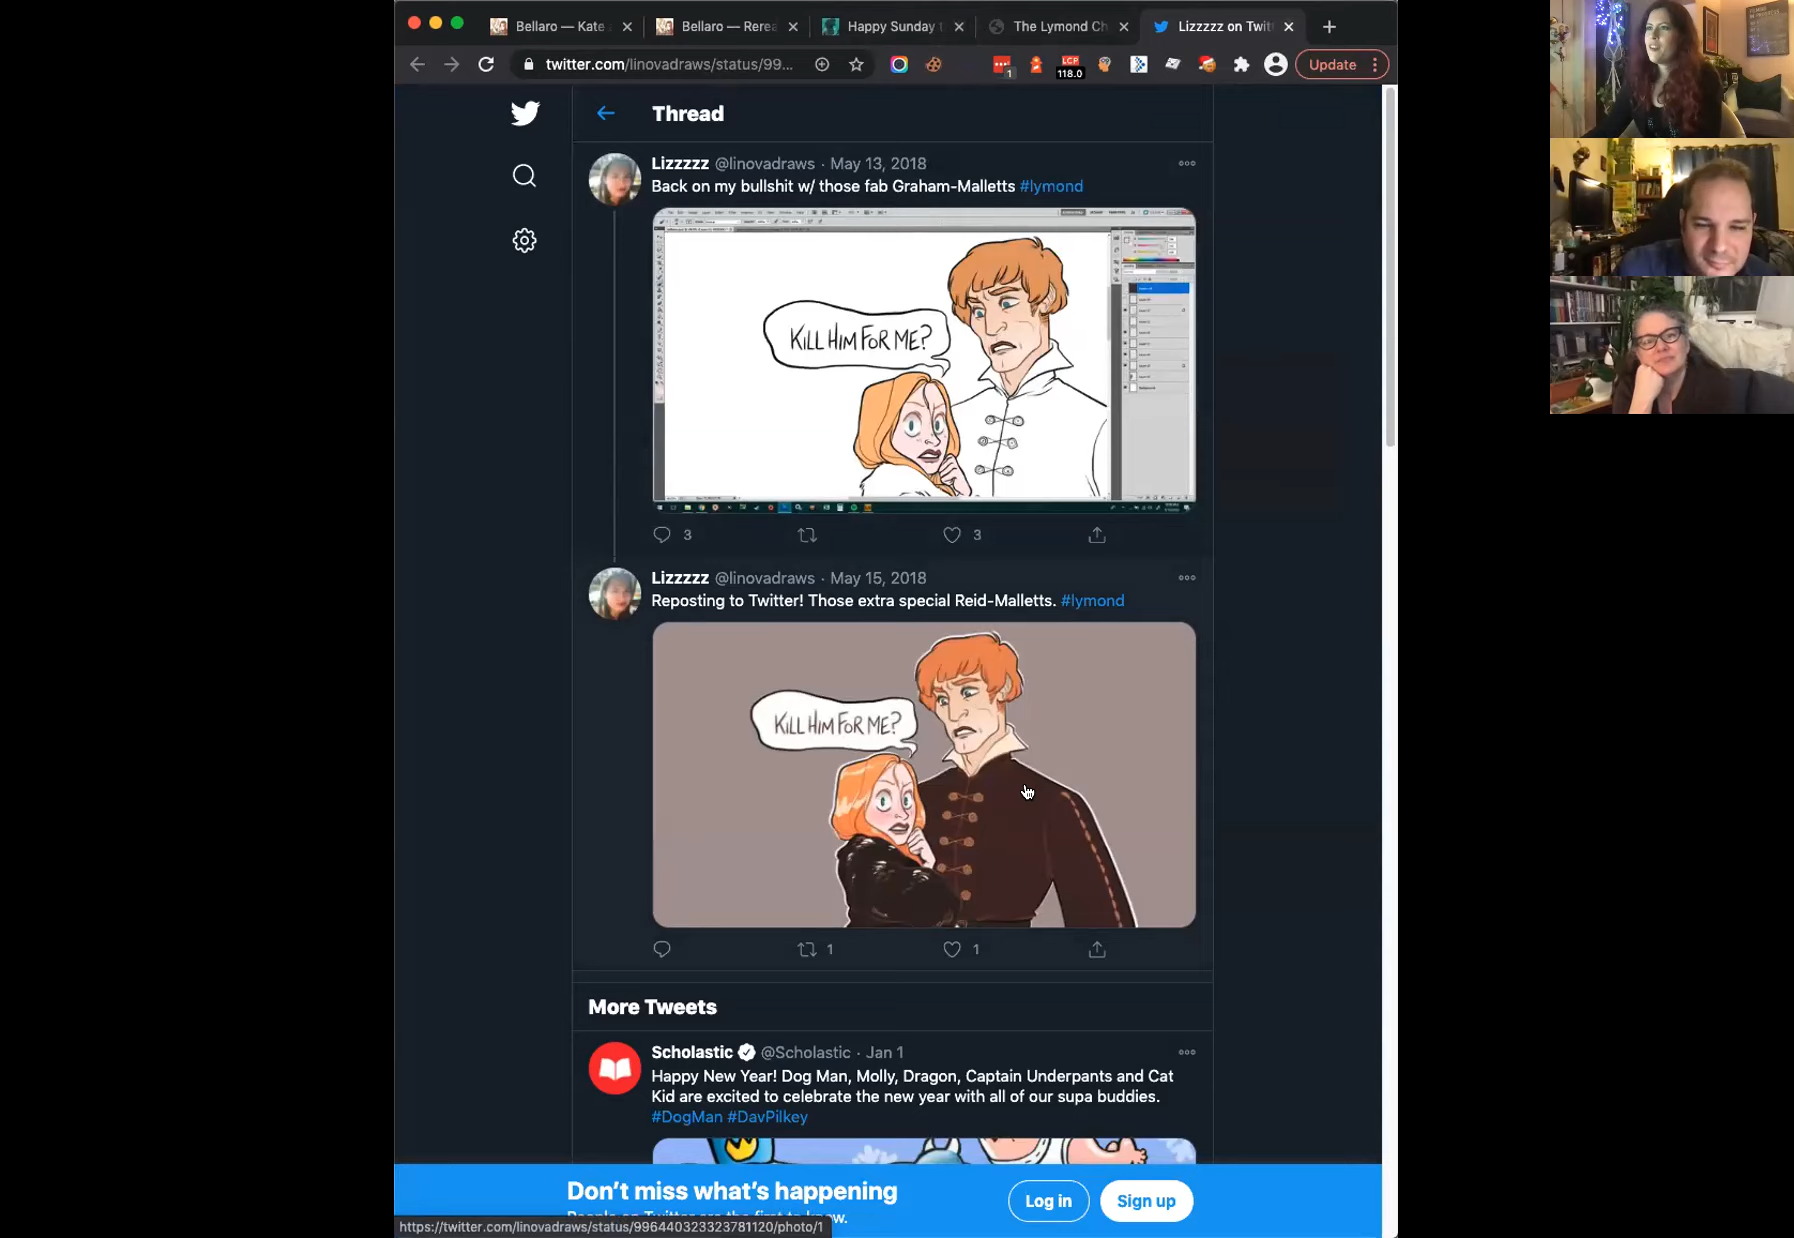 Bellaro — Kate
Bellaro — Rerea
Happy Sunday
The Lymond Ch
Lizzzzz on Twit
twitter.com/linovadraws/status/99...
1
LCP
118.0
Update
Thread
Lizzzzz @linovadraws · May 13, 2018
Back on my bullshit w/ those fab Graham-Malletts #lymond
KILL HIM FOR ME?
3
3
Lizzzzz @linovadraws · May 15, 2018
Reposting to Twitter! Those extra special Reid-Malletts. #lymond
KILL HIM FOR ME?
1
1
More Tweets
Scholastic @Scholastic · Jan 1
Happy New Year! Dog Man, Molly, Dragon, Captain Underpants and Cat
Kid are excited to celebrate the new year with all of our supa buddies.
#DogMan #DavPilkey
Don't miss what's happening
Log in
Sign up
https://twitter.com/linovadraws/status/996440323323781120/photo/1